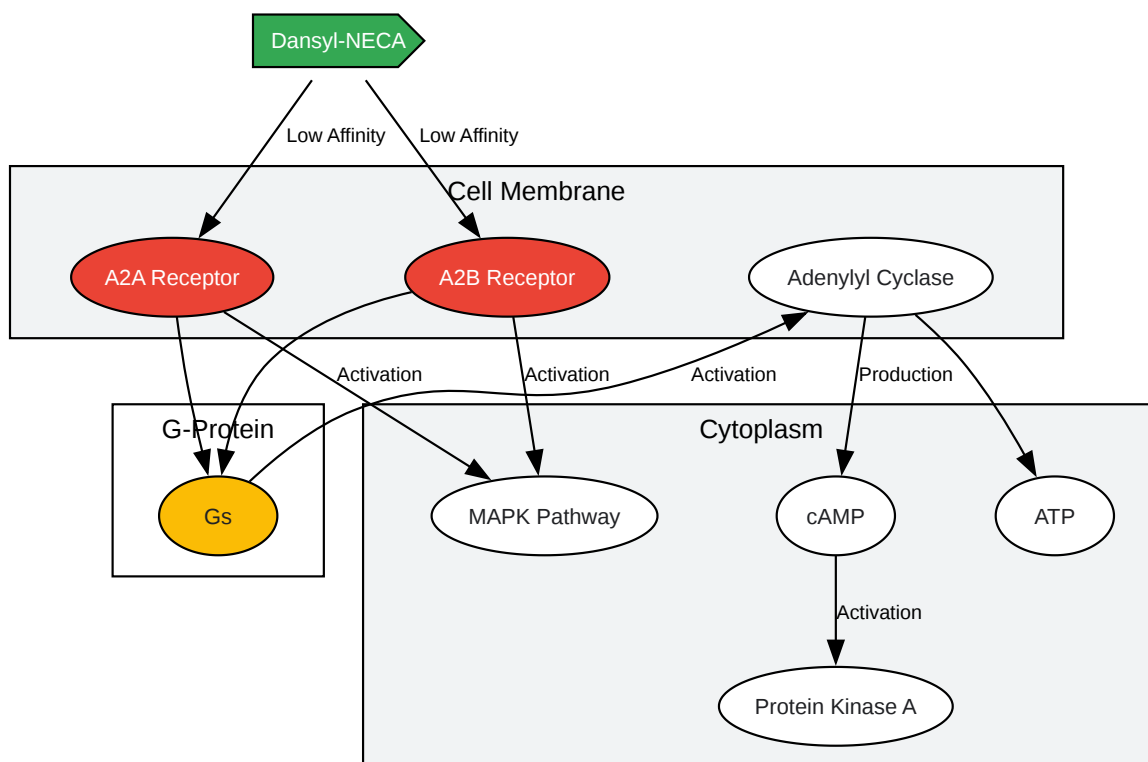 Dansyl-NECA
Low Affinity
Low Affinity
Cell Membrane
A2A Receptor
A2B Receptor
Adenylyl Cyclase
Activation
Activation
Activation
Production
G-Protein
Cytoplasm
Gs
MAPK Pathway
cAMP
ATP
Activation
Protein Kinase A